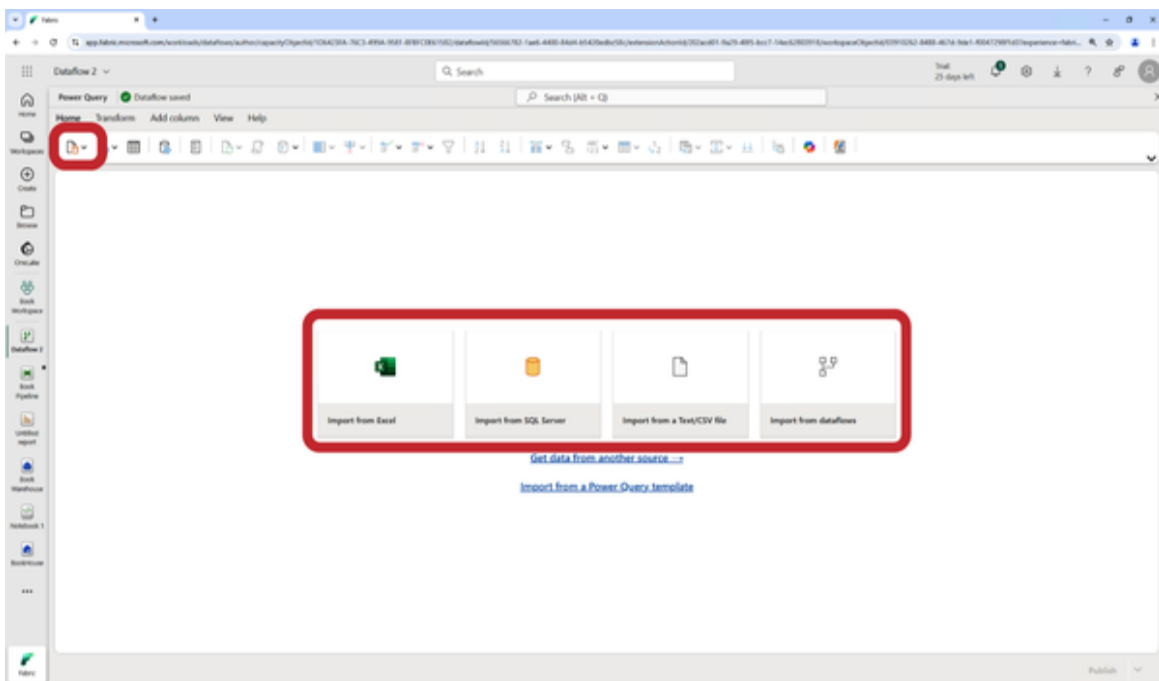 Fabric
Dataflow 2
Search
Trial
25 days left
Power Query
Dataflow saved
Search (Alt + Q)
Home Transform Add column View Help
Home
Workspaces
Create
Browse
OneLake
Book
Workspace
Dataflow 2
Book
Pipeline
Untitled
report
Book
Warehouse
Notebook 1
BookHouse
Import from Excel
Import from SQL Server
Import from a Text/CSV file
Import from dataflows
Get data from another source →
Import from a Power Query template
Fabric
Publish